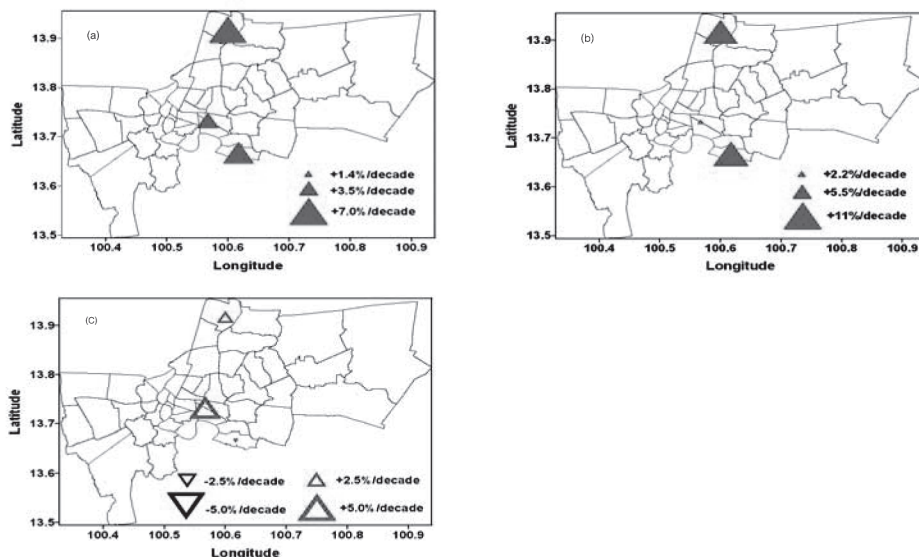 (a)
13.9
13.8
13.7
13.6
13.5
Latitude
+1.4%/decade
+3.5%/decade
+7.0%/decade
100.4 100.5 100.6 100.7 100.8 100.9
Longitude
(b)
13.9
13.8
13.7
13.6
13.5
Latitude
+2.2%/decade
+5.5%/decade
+11%/decade
100.4 100.5 100.6 100.7 100.8 100.9
Longitude
(C)
13.9
13.8
13.7
13.6
13.5
Latitude
-2.5%/decade +2.5%/decade
-5.0%/decade +5.0%/decade
100.4 100.5 100.6 100.7 100.8 100.9
Longitude